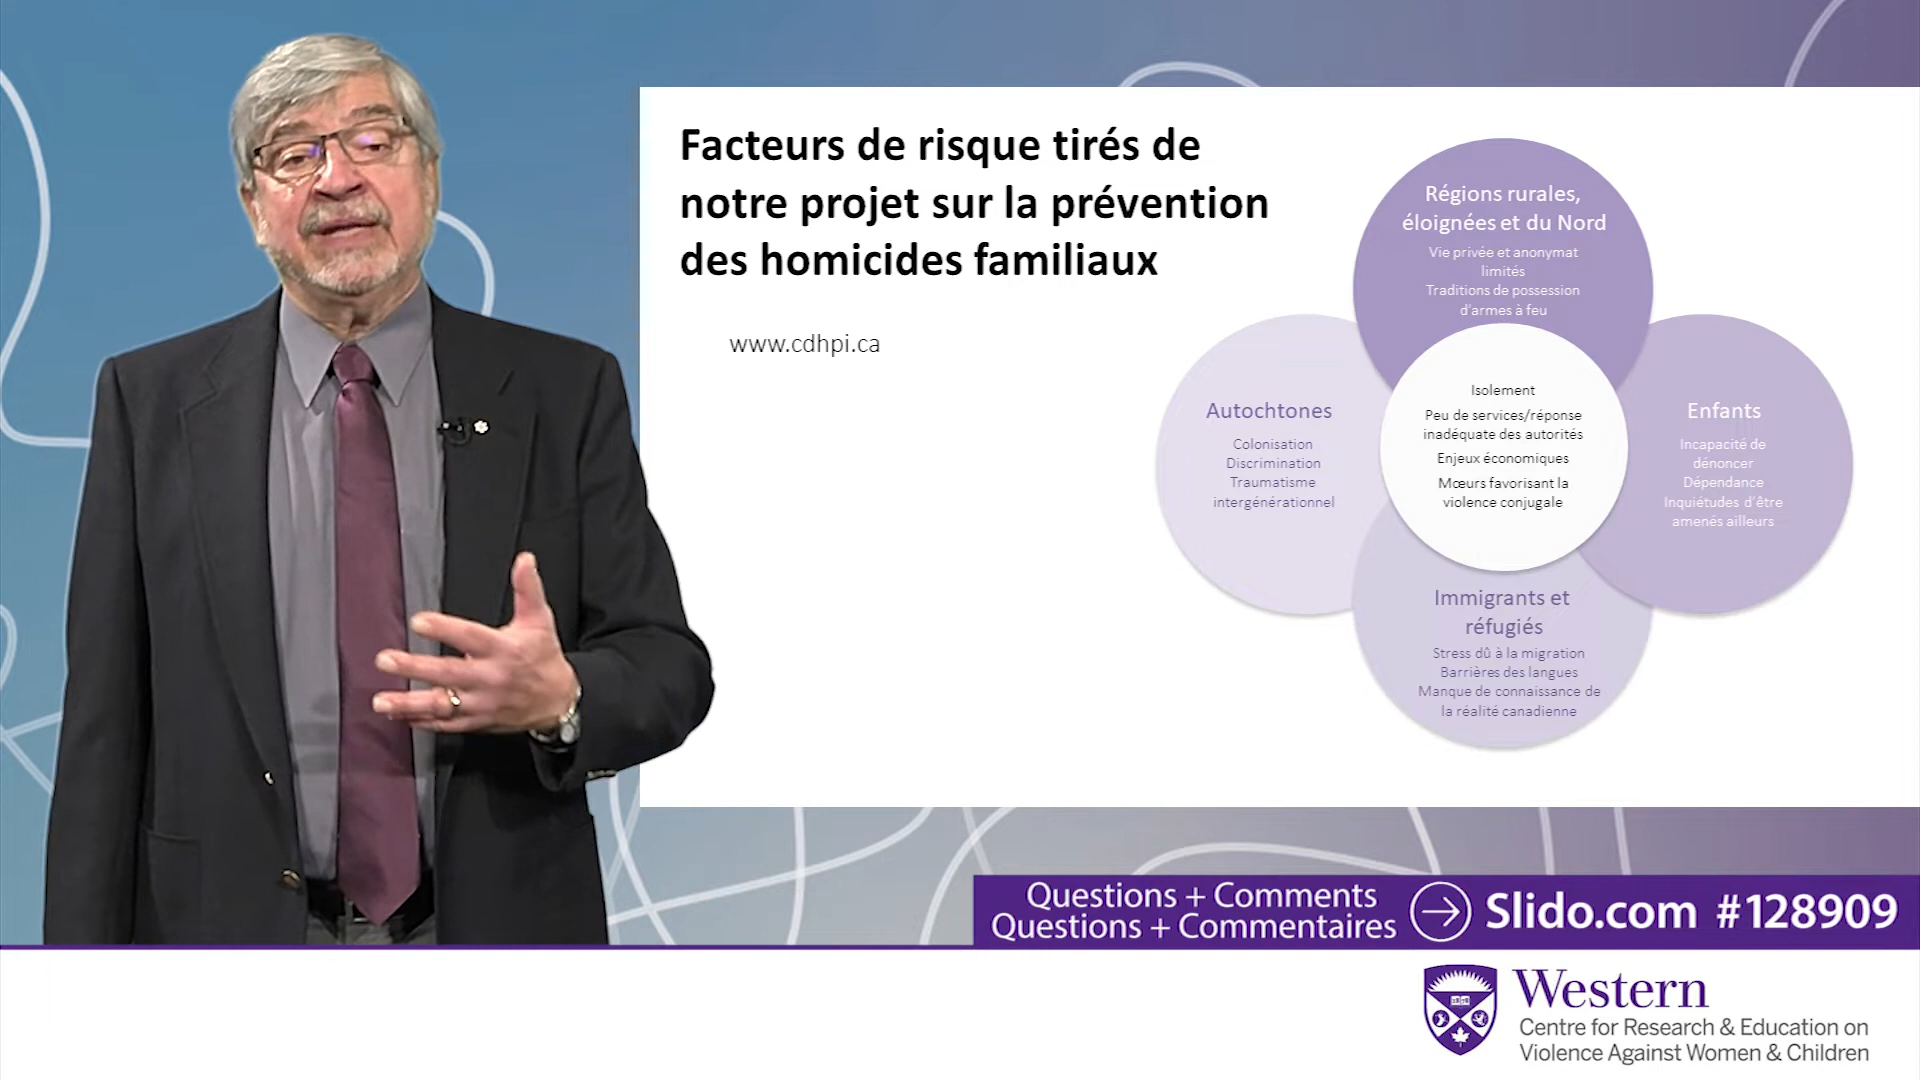 Facteurs de risque tirés de
notre projet sur la prévention
des homicides familiaux
www.cdhpi.ca
Régions rurales,
éloignées et du Nord
Vie privée et anonymat
limités
Traditions de possession
d'armes à feu
Autochtones
Colonisation
Discrimination
Traumatisme
intergénérationnel
Isolement
Peu de services/réponse
inadéquate des autorités
Enjeux économiques
Mœurs favorisant la
violence conjugale
Enfants
Incapacité de
dénoncer
Dépendance
Inquiétudes d'être
amenés ailleurs
Immigrants et
réfugiés
Stress dû à la migration
Barrières des langues
Manque de connaissance de
la réalité canadienne
Questions + Comments
Questions + Commentaires
Slido.com #128909
Western
Centre for Research & Education on
Violence Against Women & Children